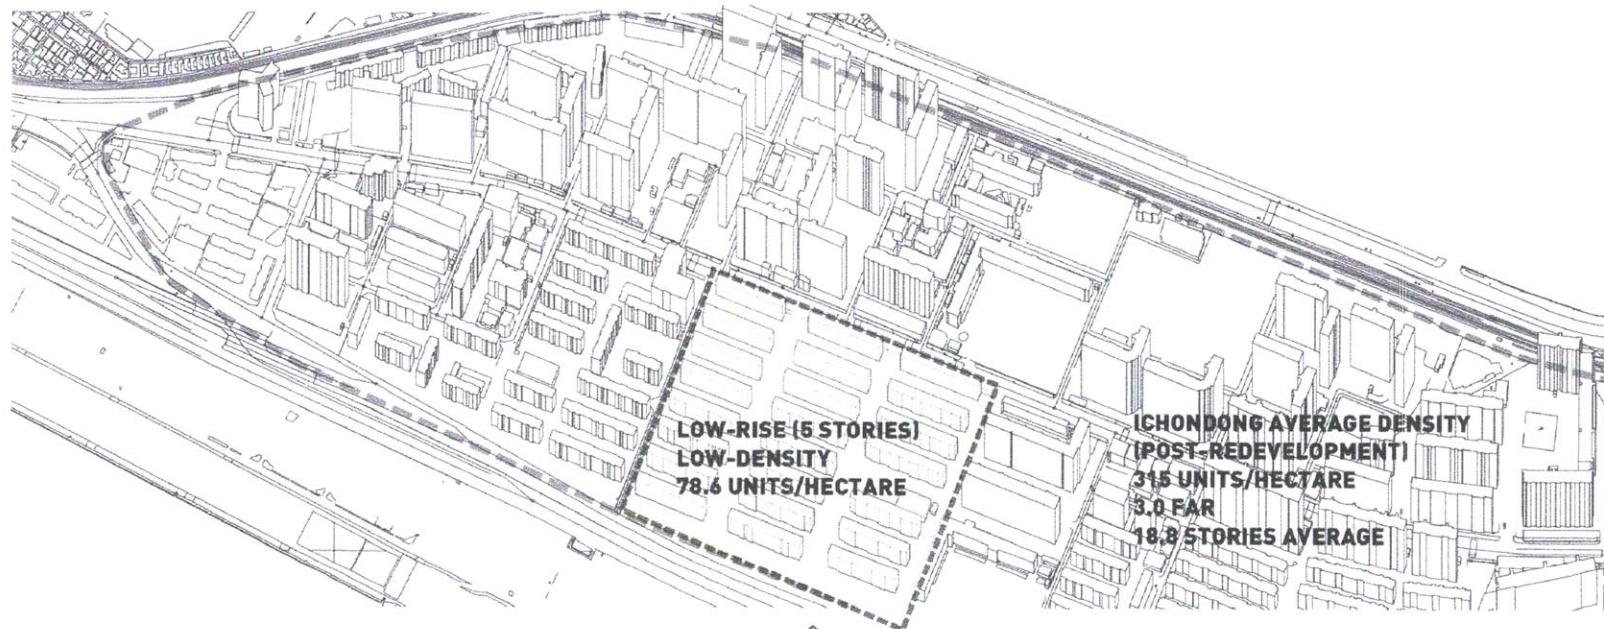 LOW-RISE (5 STORIES)
LOW-DENSITY
78.6 UNITS/HECTARE
ICHONDONG AVERAGE DENSITY
(POST-REDEVELOPMENT)
315 UNITS/HECTARE
3.0 FAR
18.8 STORIES AVERAGE